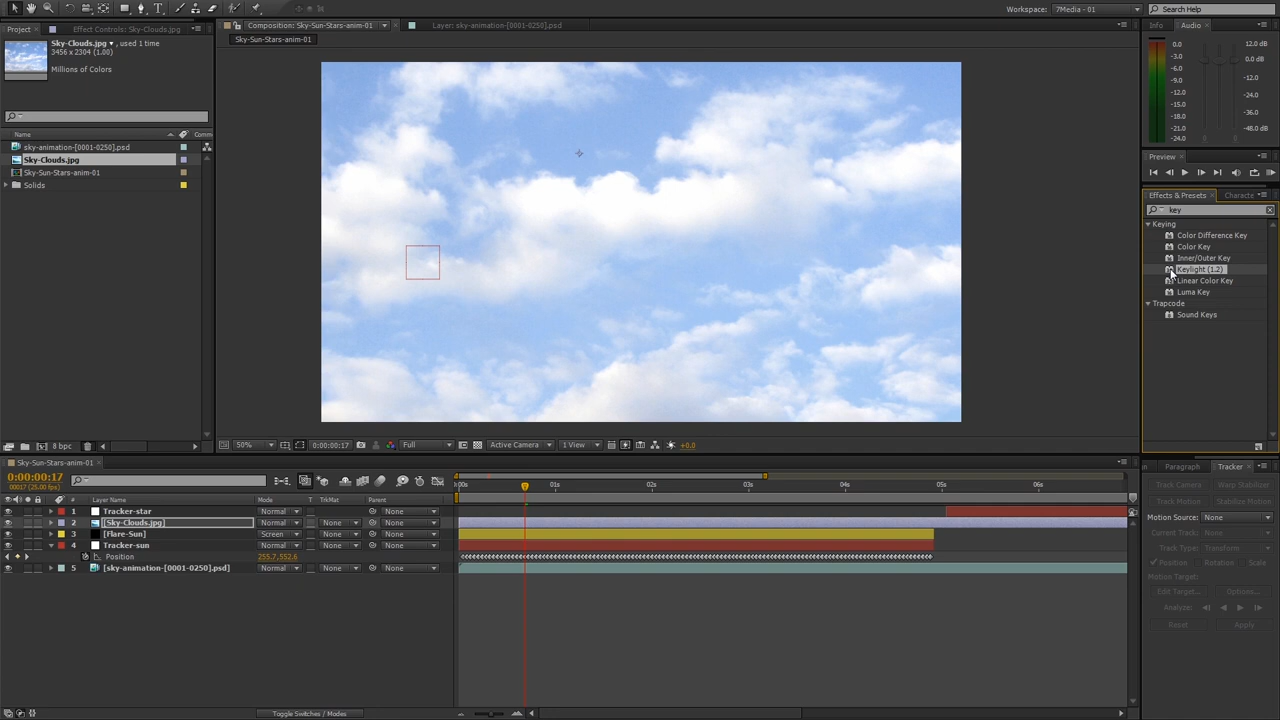 Workspace: 7Media - 01 Search Help
Project Effect Controls: Sky-Clouds.jpg
Composition: Sky-Sun-Stars-anim-01 Layer: sky-animation-[0001-0250].psd
Info Audio
Sky-Sun-Stars-anim-01
Sky-Clouds.jpg , used 1 time
3456 x 2304 (1.00)
Millions of Colors
0.0 12.0 dB
-3.0 0.0 dB
-6.0
-9.0 -12.0
-12.0
-15.0 -24.0
-18.0 -36.0
-21.0
-24.0 -48.0 dB
Name Comm
sky-animation-[0001-0250].psd
Sky-Clouds.jpg
Sky-Sun-Stars-anim-01
Solids
Preview
Effects & Presets Characte
key
Keying
Color Difference Key
Color Key
Inner/Outer Key
Keylight (1.2)
Linear Color Key
Luma Key
Trapcode
Sound Keys
8 bpc
50% 0:00:00:17 Full Active Camera 1 View +0.0
Sky-Sun-Stars-anim-01
0:00:00:17
00017 (25.00 fps)
:00s 01s 02s 03s 04s 05s 06s
# Layer Name Mode T TrkMat Parent
1 Tracker-star Normal None
2 [Sky-Clouds.jpg] Normal None None
3 [Flare-Sun] Screen None None
4 Tracker-sun Normal None None
Position 255.7,552.6
5 [sky-animation-[0001-0250].psd] Normal None None
Toggle Switches / Modes
n Paragraph Tracker
Track Camera Warp Stabilizer
Track Motion Stabilize Motion
Motion Source: None
Current Track: None
Track Type: Transform
Position Rotation Scale
Motion Target:
Edit Target... Options...
Analyze:
Reset Apply